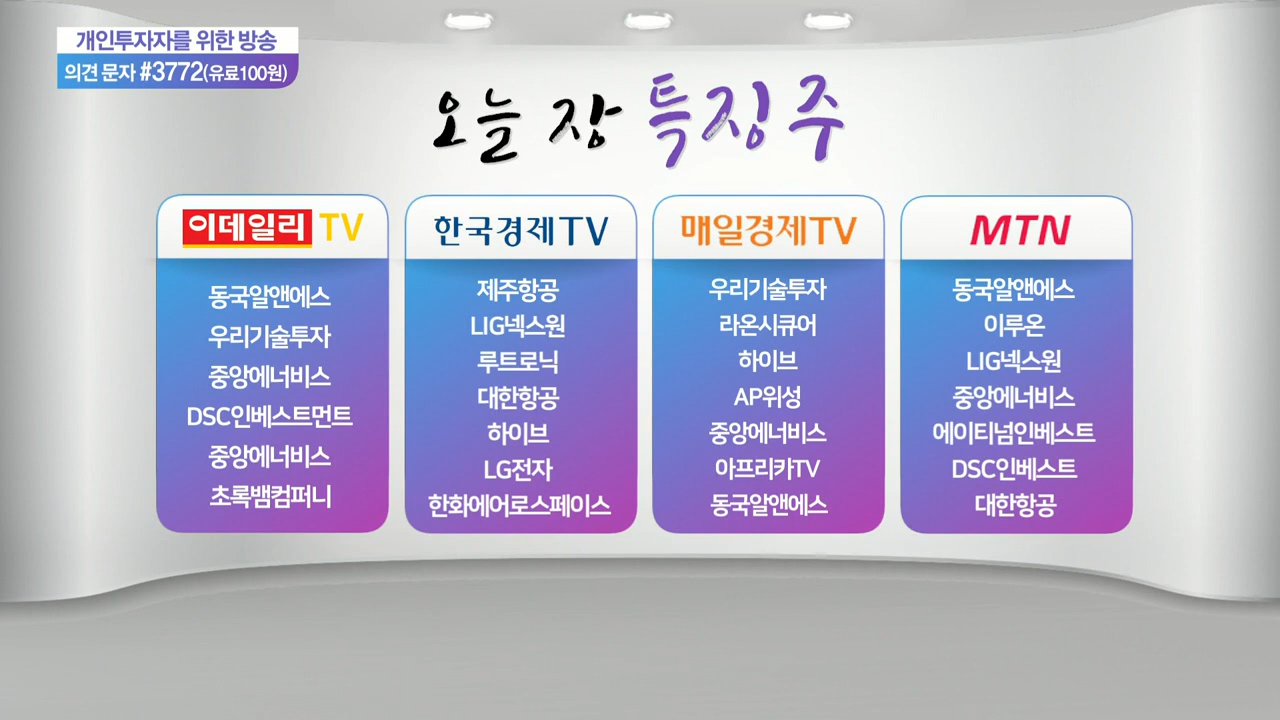 개인투자자를 위한 방송
의견 문자 #3772(유료100원)
오늘 장 특징주
이데일리 TV
동국알앤에스
우리기술투자
중앙에너비스
DSC인베스트먼트
중앙에너비스
초록뱀컴퍼니
한국경제TV
제주항공
LIG넥스원
루트로닉
대한항공
하이브
LG전자
한화에어로스페이스
매일경제TV
우리기술투자
라온시큐어
하이브
AP위성
중앙에너비스
아프리카TV
동국알앤에스
MTN
동국알앤에스
이루온
LIG넥스원
중앙에너비스
에이티넘인베스트
DSC인베스트
대한항공